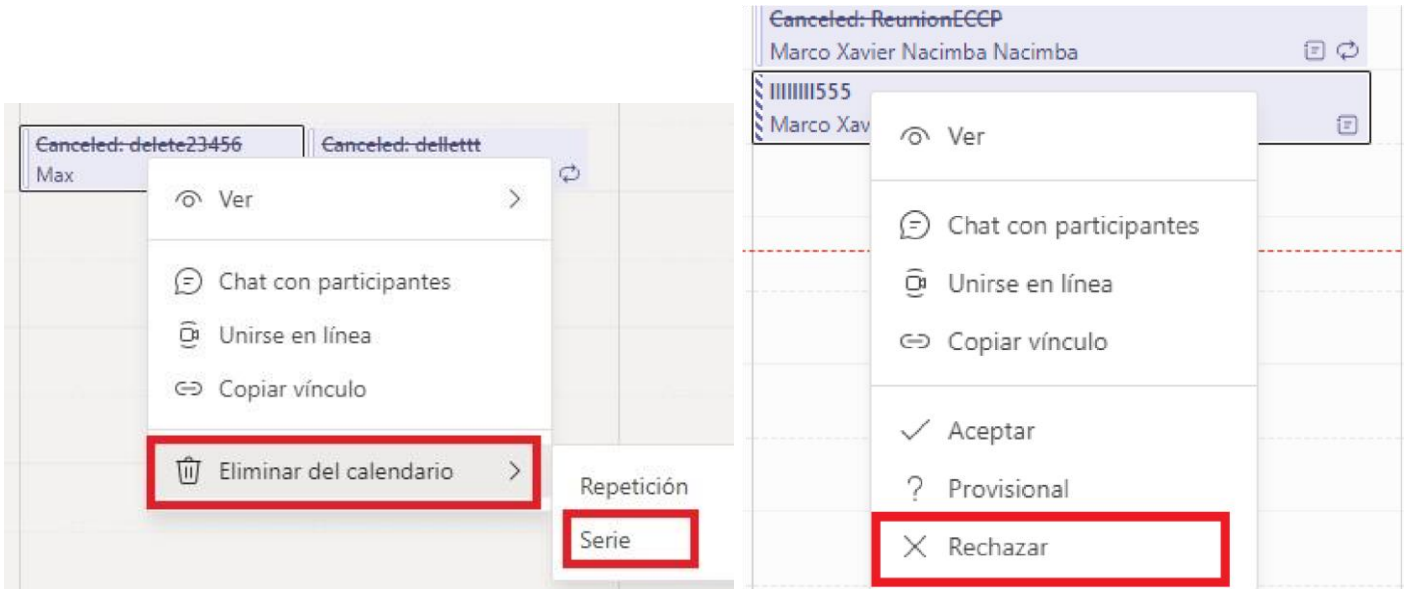 Canceled: delete23456
Canceled: dellettt
Max
Ver
Chat con participantes
Unirse en línea
Copiar vínculo
Eliminar del calendario
Repetición
Serie
Canceled: ReunionECCP
Marco Xavier Nacimba Nacimba
Marco Xav
Ver
Chat con participantes
Unirse en línea
Copiar vínculo
Aceptar
? Provisional
Rechazar